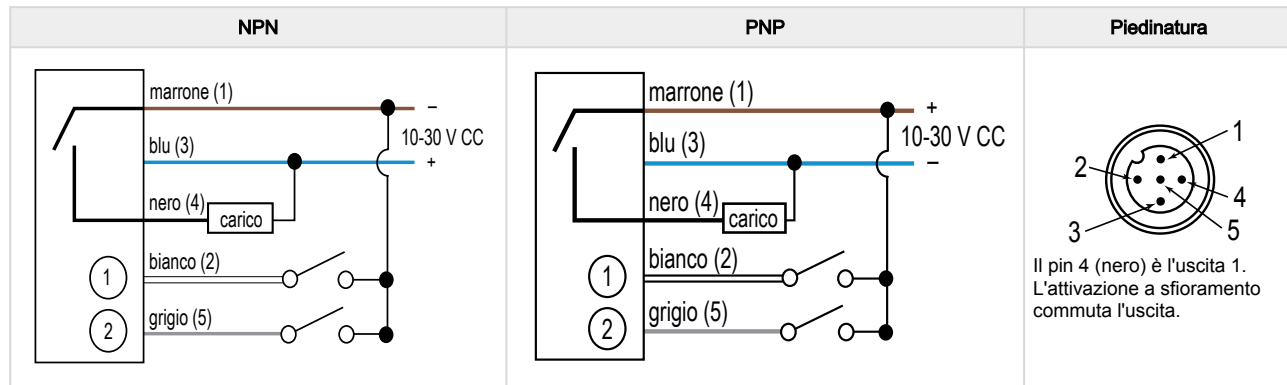 NPN
PNP
Piedinatura
marrone (1)
–
10-30 V CC
blu (3)
+
nero (4)
carico
bianco (2)
1
grigio (5)
2
marrone (1)
+
10-30 V CC
blu (3)
–
nero (4)
carico
bianco (2)
1
grigio (5)
2
1
2
4
3
5
Il pin 4 (nero) è l'uscita 1.
L'attivazione a sfioramento
commuta l'uscita.